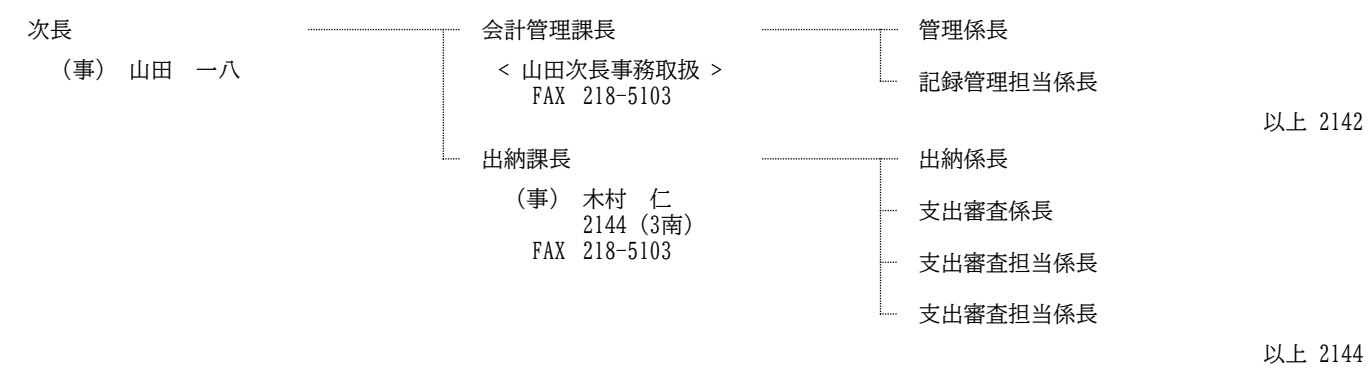 次長
（事） 山田　一八
会計管理課長
< 山田次長事務取扱 >
FAX 218-5103
管理係長
記録管理担当係長
以上 2142
出納課長
（事） 木村　仁
2144 (3南)
FAX 218-5103
出納係長
支出審査係長
支出審査担当係長
支出審査担当係長
以上 2144